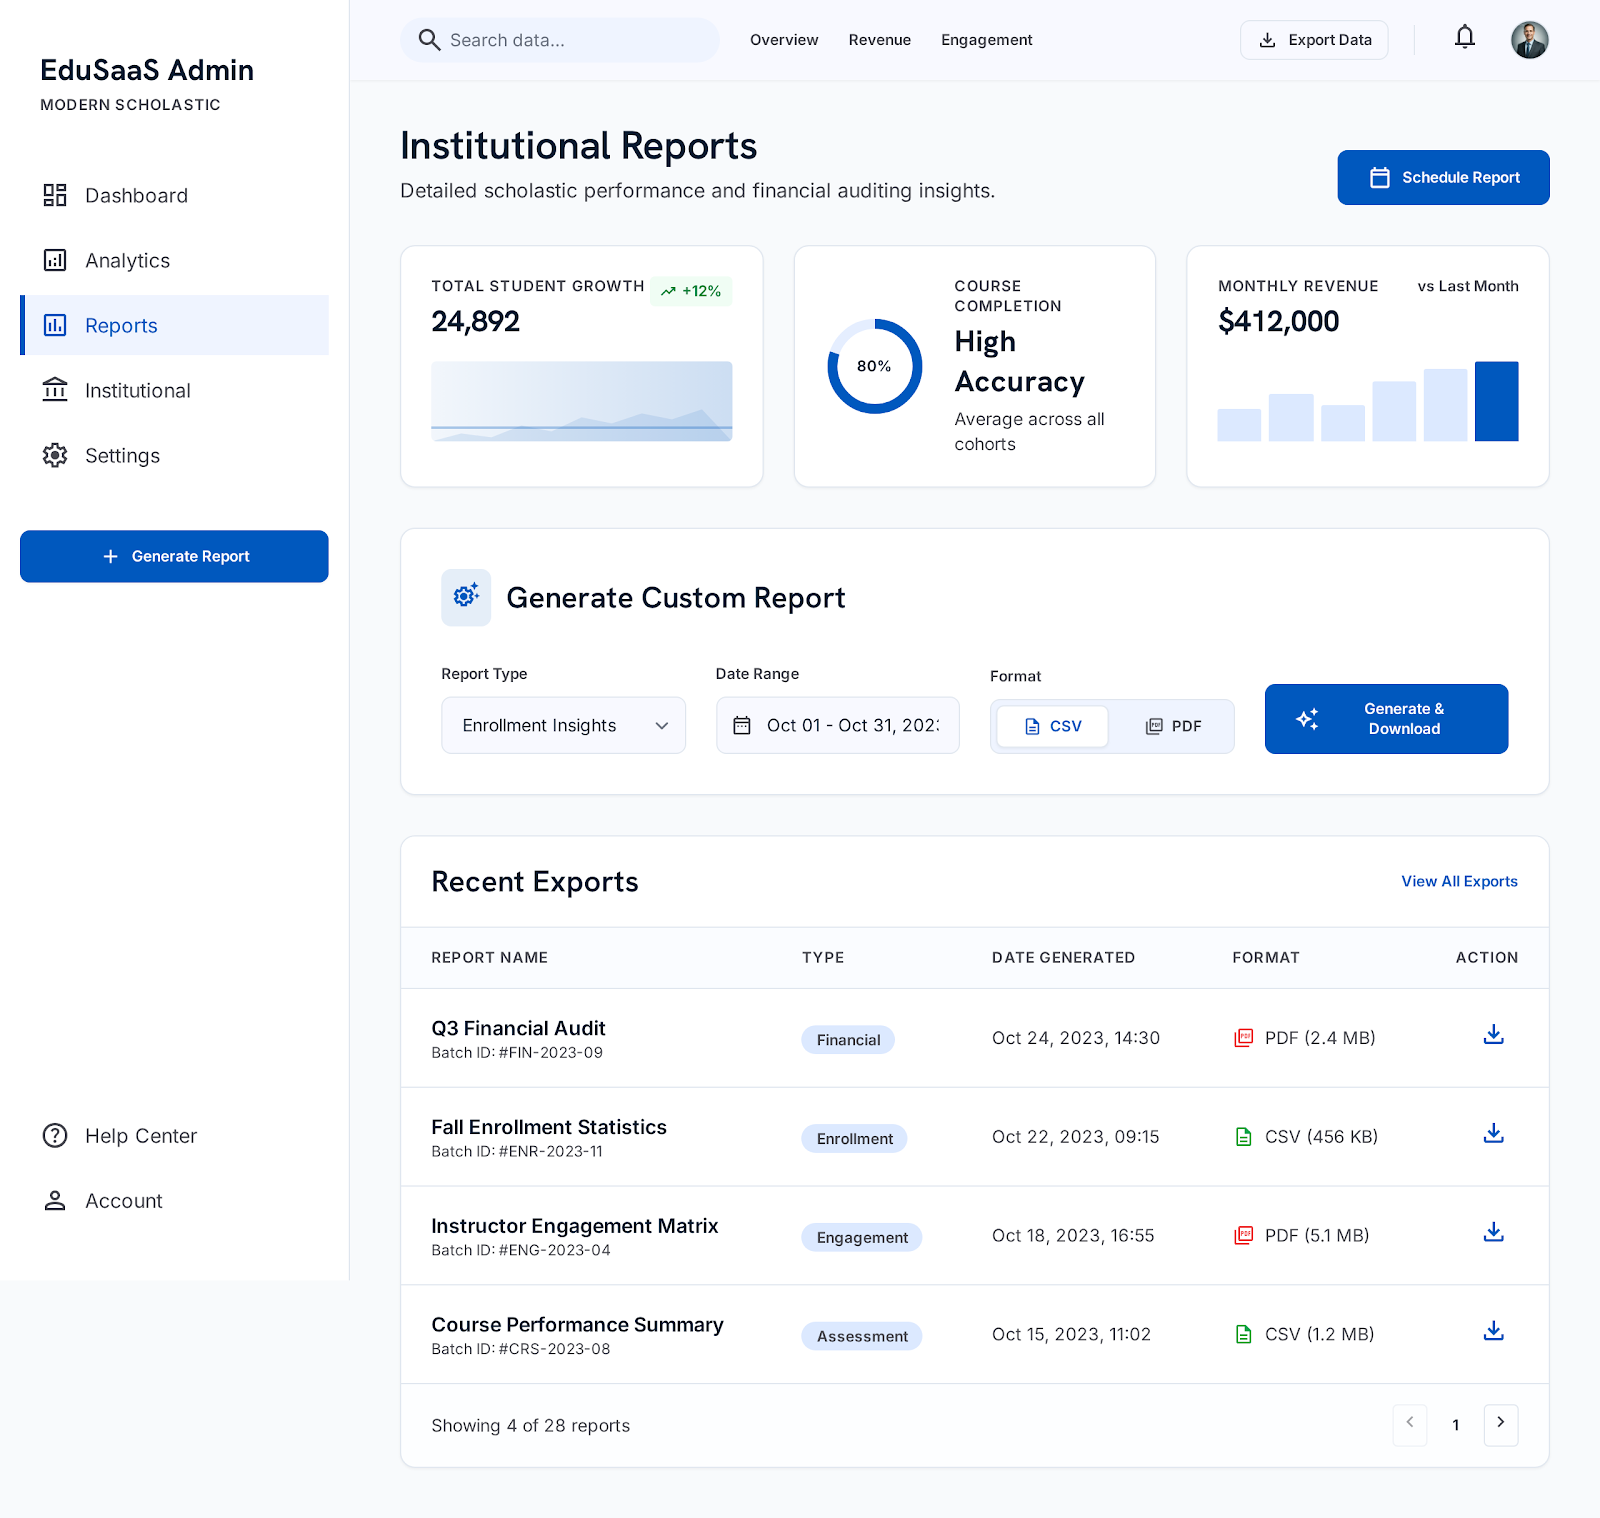 EduSaaS Admin
MODERN SCHOLASTIC
Dashboard
Analytics
Reports
Institutional
Settings
Generate Report
Help Center
Account
Search data...
Overview
Revenue
Engagement
Export Data
Institutional Reports
Detailed scholastic performance and financial auditing insights.
Schedule Report
TOTAL STUDENT GROWTH
+12%
24,892
80%
COURSE
COMPLETION
High
Accuracy
Average across all
cohorts
MONTHLY REVENUE
vs Last Month
$412,000
Generate Custom Report
Report Type
Enrollment Insights
Date Range
Oct 01 - Oct 31, 202
Format
CSV
PDF
Generate &
Download
Recent Exports
View All Exports
REPORT NAME
TYPE
DATE GENERATED
FORMAT
ACTION
Q3 Financial Audit
Batch ID: #FIN-2023-09
Financial
Oct 24, 2023, 14:30
PDF (2.4 MB)
Fall Enrollment Statistics
Batch ID: #ENR-2023-11
Enrollment
Oct 22, 2023, 09:15
CSV (456 KB)
Instructor Engagement Matrix
Batch ID: #ENG-2023-04
Engagement
Oct 18, 2023, 16:55
PDF (5.1 MB)
Course Performance Summary
Batch ID: #CRS-2023-08
Assessment
Oct 15, 2023, 11:02
CSV (1.2 MB)
Showing 4 of 28 reports
1